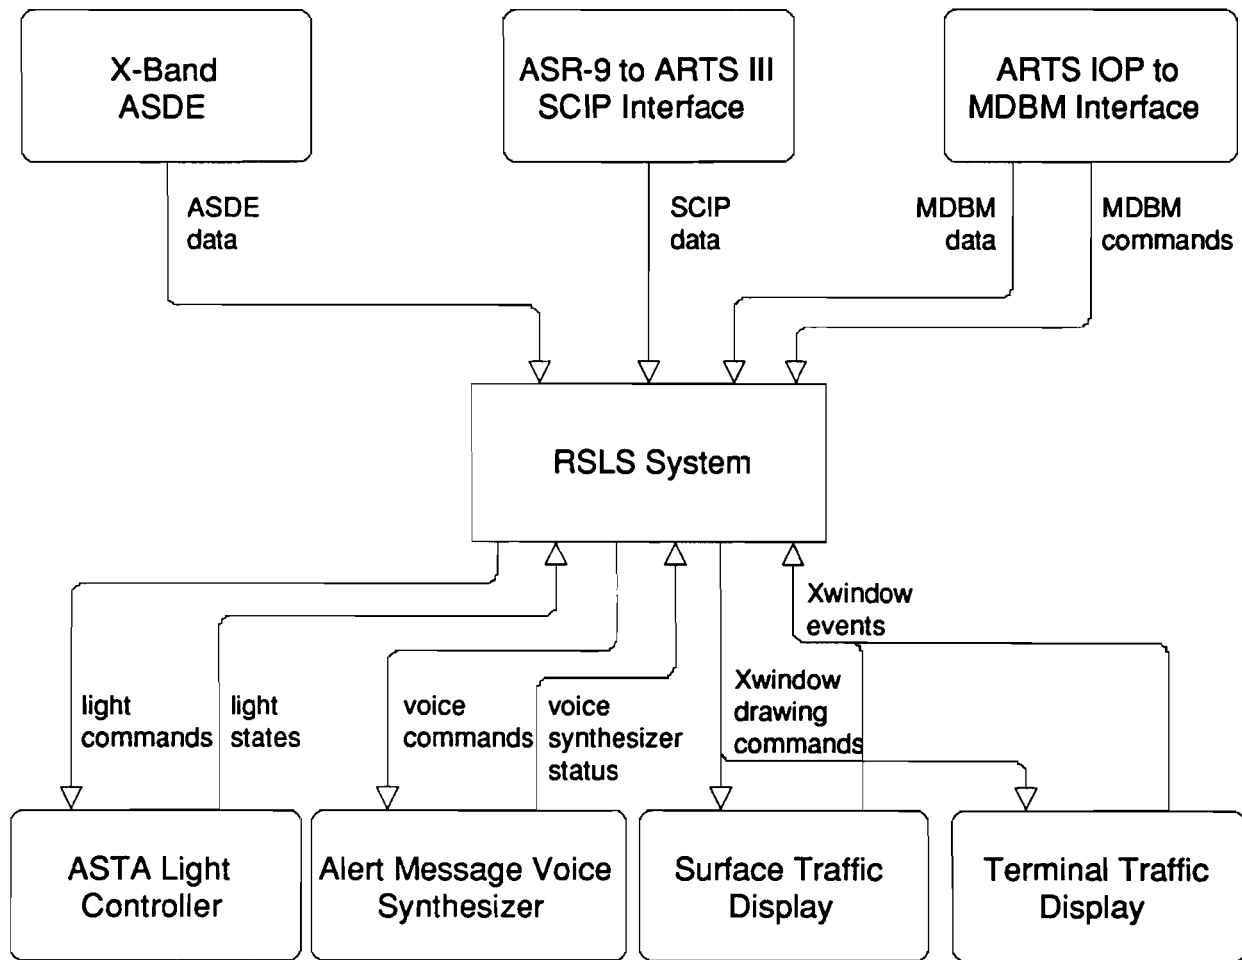 X-Band
ASDE
ASR-9 to ARTS III
SCIP Interface
ARTS IOP to
MDBM Interface
ASDE
data
SCIP
data
MDBM
data
MDBM
commands
RSLS System
Xwindow
events
light
commands
light
states
voice
commands
voice
synthesizer
status
Xwindow
drawing
commands
ASTA Light
Controller
Alert Message Voice
Synthesizer
Surface Traffic
Display
Terminal Traffic
Display